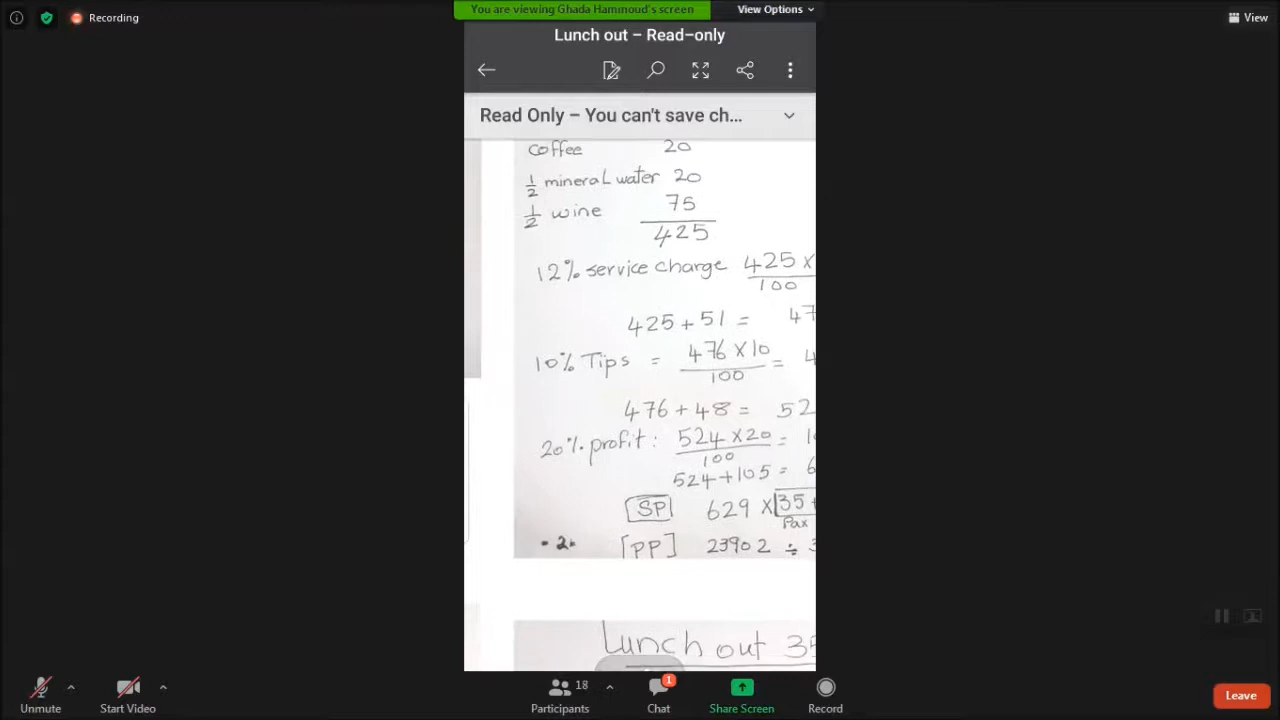 Recording
You are viewing Ghada Hammoud's screen
View Options
View
Lunch out – Read–only
Read Only – You can't save ch...
coffee 20
1/2 mineral water 20
1/2 wine 75
425
12% service charge 425 x
100
425 + 51 = 47
10% Tips = 476 x 10 = 4
100
476 + 48 = 52
20% profit: 524 x 20 = 1
100
524 + 105 = 6
SP 629 x 35 +
Pax
- 2 - [PP] 23902 ÷ 3
Lunch out 35
Unmute
Start Video
18
Participants
1
Chat
Share Screen
Record
Leave